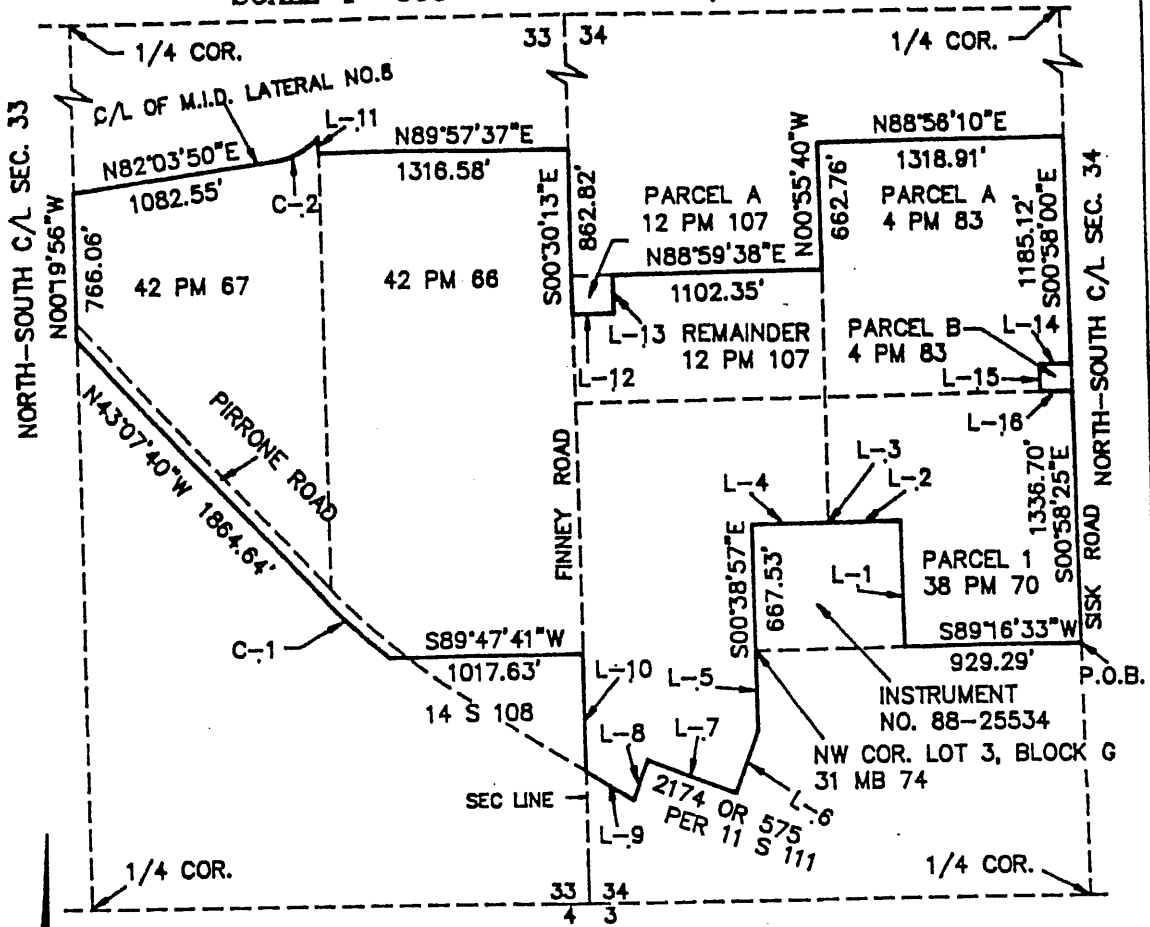 1/4 COR.
33 34
1/4 COR.
NORTH-SOUTH C/L SEC. 33
C/L OF M.I.D. LATERAL NO.8
L-11
N82°03'50"E
1082.55'
C-2
N89°57'37"E
1316.58'
N00°19'56"W
766.06'
42 PM 67
42 PM 66
S00°30'13"E
862.82'
PARCEL A
12 PM 107
N88°59'38"E
1102.35'
N00°55'40"W
662.76'
N88°56'10"E
1318.91'
PARCEL A
4 PM 83
1185.12'
S00°58'00"E
NORTH-SOUTH C/L SEC. 34
L-13
REMAINDER
12 PM 107
L-12
PARCEL B
4 PM 83
L-14
L-15
L-16
N43°07'40"W 1864.64'
PIRRONE ROAD
FINNEY ROAD
L-4
L-3
L-2
1336.70'
S00°58'25"E
SISK ROAD
S00°38'57"E
667.53'
L-1
PARCEL 1
38 PM 70
C-1
S89°47'41"W
1017.63'
S89°16'33"W
929.29'
P.O.B.
14 S 108
L-10
L-5
INSTRUMENT
NO. 88-25534
L-8
L-7
NW COR. LOT 3, BLOCK G
31 MB 74
SEC LINE
L-9
2174 OR 575
PER 11 S 111
L-6
1/4 COR.
1/4 COR.
33 34
4 3